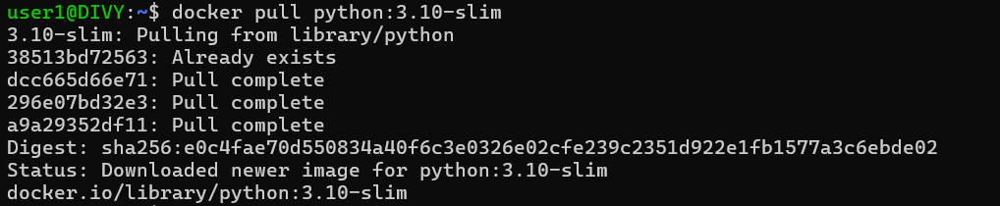 user1@DIVY:~$ docker pull python:3.10-slim
3.10-slim: Pulling from library/python
38513bd72563: Already exists
dcc665d66e71: Pull complete
296e07bd32e3: Pull complete
a9a29352df11: Pull complete
Digest: sha256:e0c4fae70d550834a40f6c3e0326e02cfe239c2351d922e1fb1577a3c6ebde02
Status: Downloaded newer image for python:3.10-slim
docker.io/library/python:3.10-slim